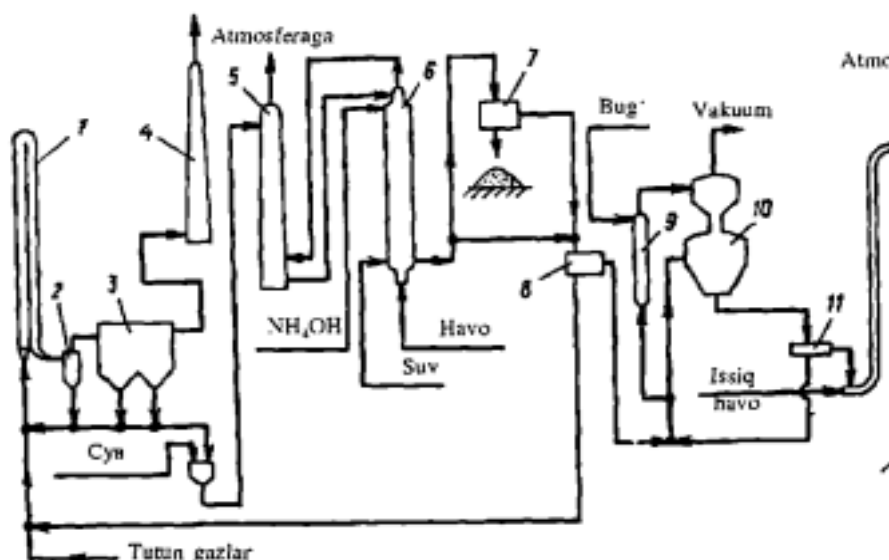 Atmosferaga
Atmo
1
2
3
4
5
6
7
8
9
10
11
Bug'
Vakuum
NH₄OH
Havo
Suv
Issiq
havo
Сув
Tutun gazlar